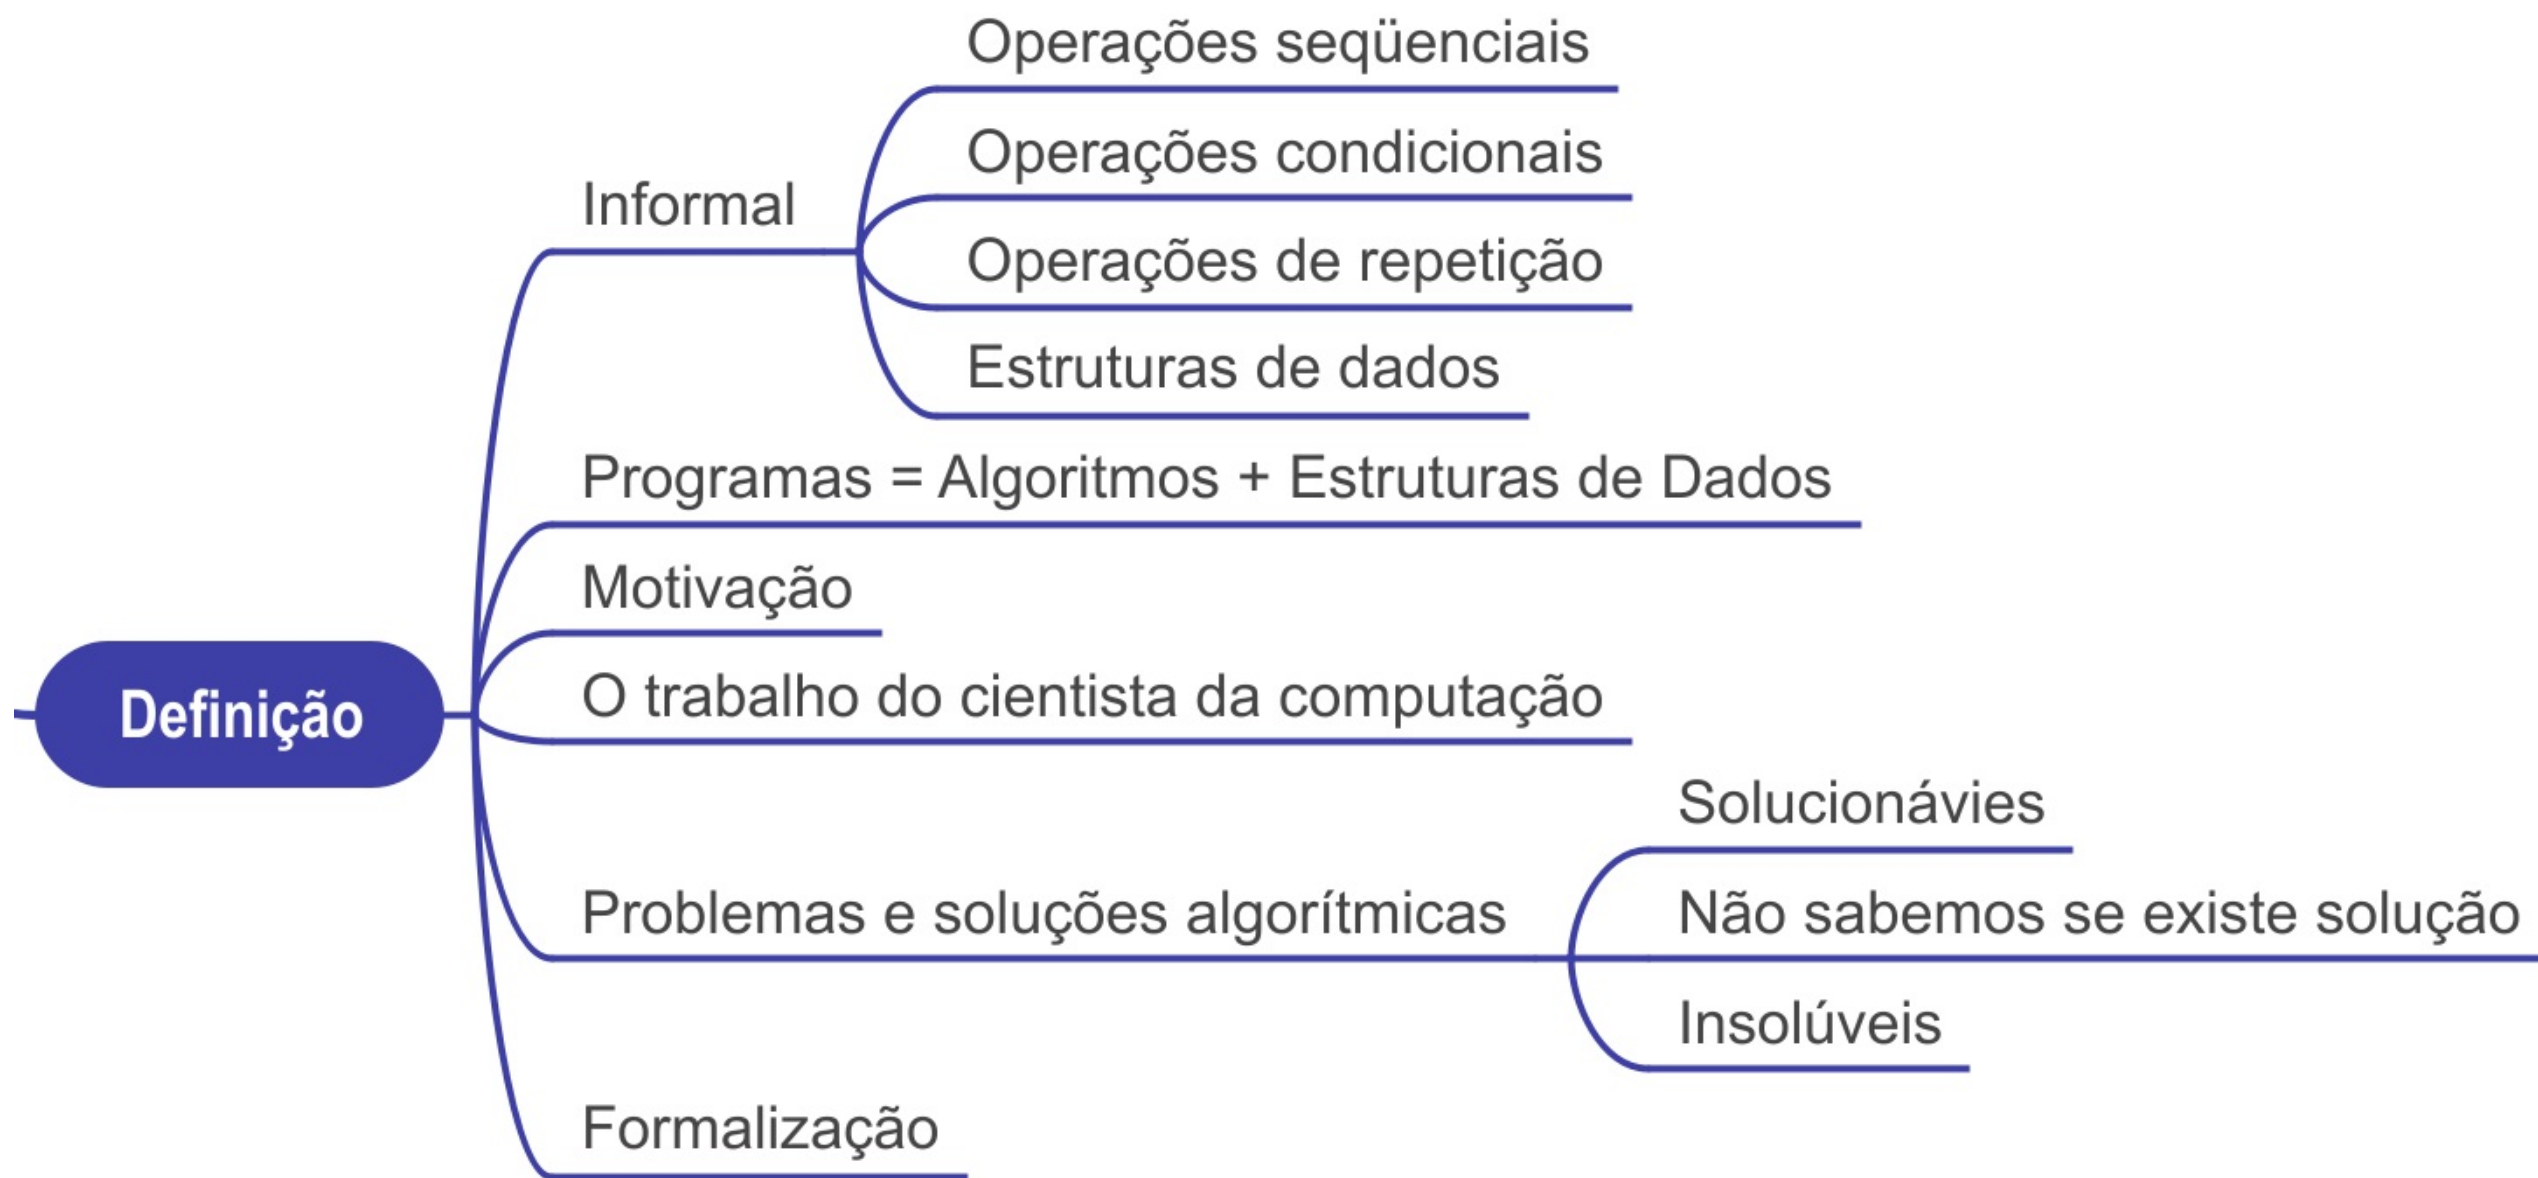 Operações seqüenciais
Operações condicionais
Informal
Operações de repetição
Estruturas de dados
Programas = Algoritmos + Estruturas de Dados
Motivação
O trabalho do cientista da computação
Definição
Solucionávies
Problemas e soluções algorítmicas
Não sabemos se existe solução
Insolúveis
Formalização